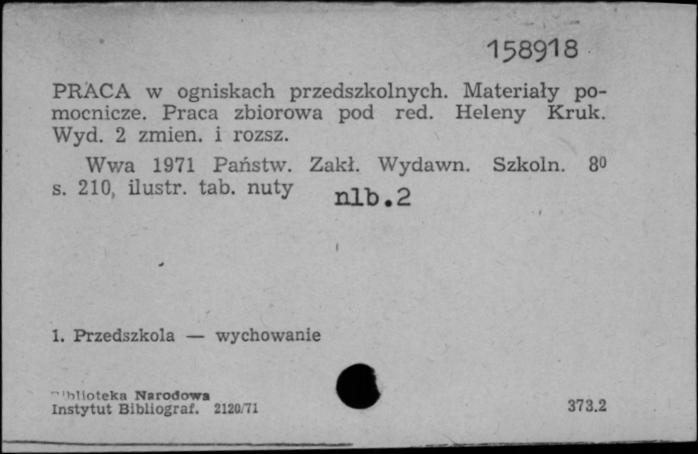 158918
PRACA w ogniskach przedszkolnych. Materiały po-
mocnicze. Praca zbiorowa pod red. Heleny Kruk.
Wyd. 2 zmien. i rozsz.
Wwa 1971 Państw. Zakł. Wydawn. Szkoln. 8⁰
s. 210, ilustr. tab. nuty nlb.2
1. Przedszkola — wychowanie
Biblioteka Narodowa
Instytut Bibliograf. 2120/71
373.2